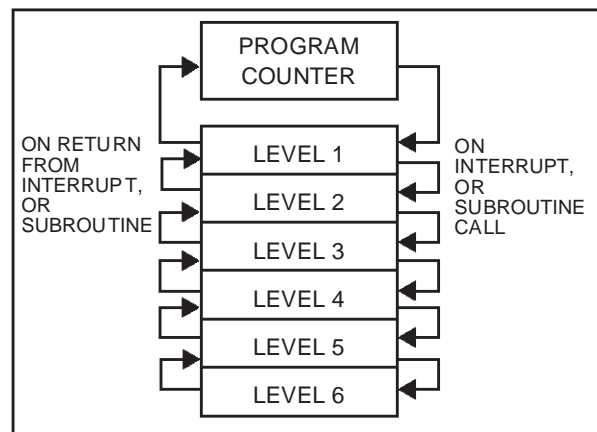 PROGRAM
COUNTER
ON RETURN
FROM
INTERRUPT,
OR
SUBROUTINE
LEVEL 1
LEVEL 2
LEVEL 3
LEVEL 4
LEVEL 5
LEVEL 6
ON
INTERRUPT,
OR
SUBROUTINE
CALL